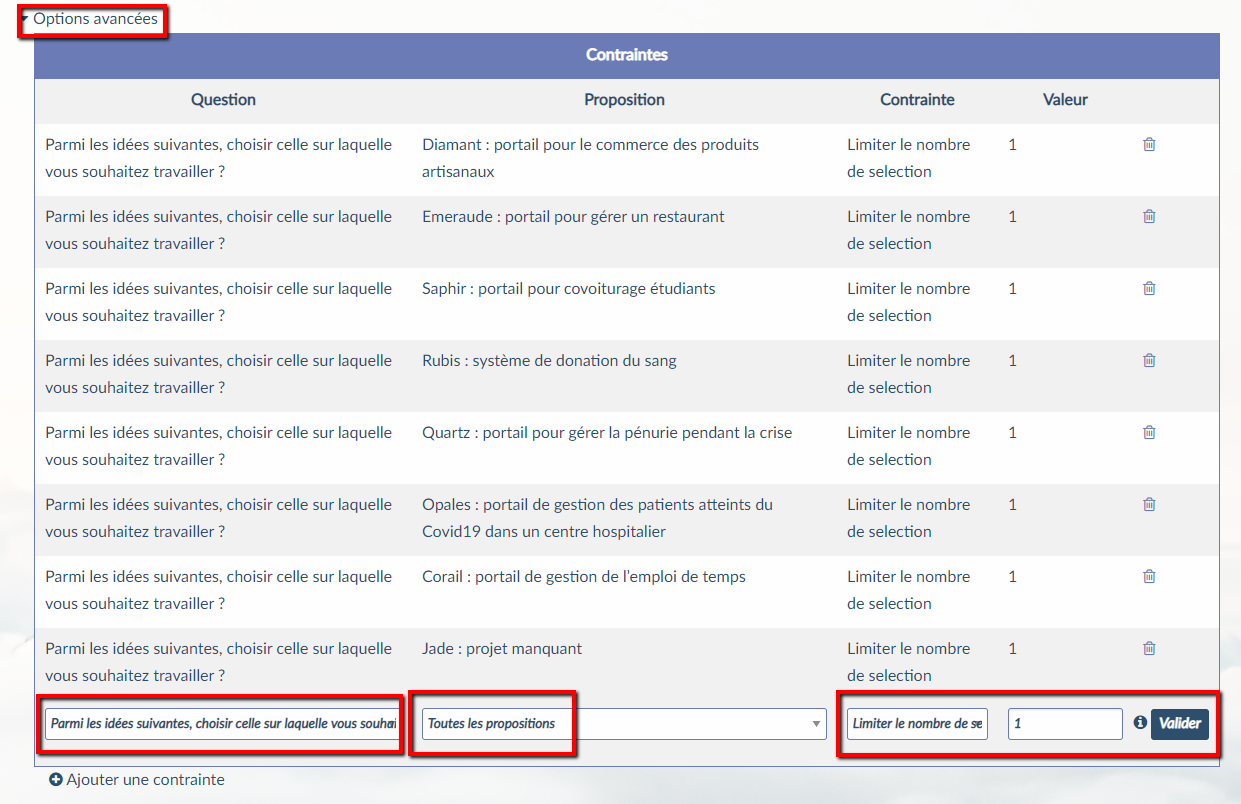 Options avancées
Contraintes
Question Proposition Contrainte Valeur
Parmi les idées suivantes, choisir celle sur laquelle Diamant : portail pour le commerce des produits Limiter le nombre 1
vous souhaitez travailler ? artisanaux de selection
Parmi les idées suivantes, choisir celle sur laquelle Emeraude : portail pour gérer un restaurant Limiter le nombre 1
vous souhaitez travailler ? de selection
Parmi les idées suivantes, choisir celle sur laquelle Saphir : portail pour covoiturage étudiants Limiter le nombre 1
vous souhaitez travailler ? de selection
Parmi les idées suivantes, choisir celle sur laquelle Rubis : système de donation du sang Limiter le nombre 1
vous souhaitez travailler ? de selection
Parmi les idées suivantes, choisir celle sur laquelle Quartz : portail pour gérer la pénurie pendant la crise Limiter le nombre 1
vous souhaitez travailler ? de selection
Parmi les idées suivantes, choisir celle sur laquelle Opales : portail de gestion des patients atteints du Limiter le nombre 1
vous souhaitez travailler ? Covid19 dans un centre hospitalier de selection
Parmi les idées suivantes, choisir celle sur laquelle Corail : portail de gestion de l'emploi de temps Limiter le nombre 1
vous souhaitez travailler ? de selection
Parmi les idées suivantes, choisir celle sur laquelle Jade : projet manquant Limiter le nombre 1
vous souhaitez travailler ? de selection
Parmi les idées suivantes, choisir celle sur laquelle vous souhai Toutes les propositions Limiter le nombre de se 1 Valider
Ajouter une contrainte